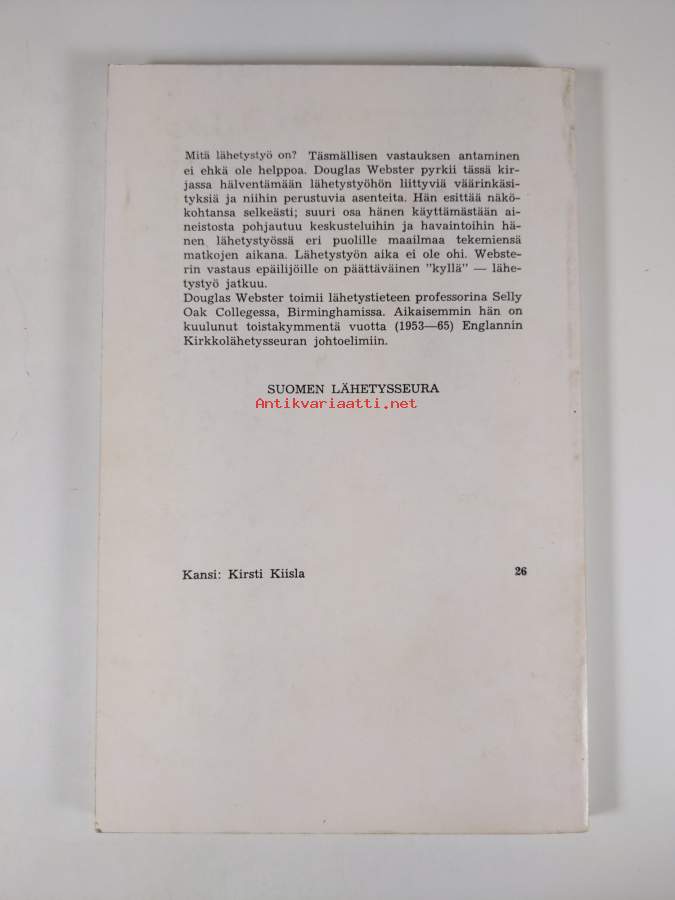 Mitä lähetystyö on? Täsmällisen vastauksen antaminen
ei ehkä ole helppoa. Douglas Webster pyrkii tässä kir-
jassa hälventämään lähetystyöhön liittyviä väärinkäsi-
tyksiä ja niihin perustuvia asenteita. Hän esittää näkö-
kohtansa selkeästi; suuri osa hänen käyttämästään ai-
neistosta pohjautuu keskusteluihin ja havaintoihin hä-
nen lähetystyössä eri puolille maailmaa tekemiensä
matkojen aikana. Lähetystyön aika ei ole ohi. Webste-
rin vastaus epäilijöille on päättäväinen "kyllä" — lähe-
tystyö jatkuu.
Douglas Webster toimii lähetystieteen professorina Selly
Oak Collegessa, Birminghamissa. Aikaisemmin hän on
kuulunut toistakymmentä vuotta (1953—65) Englannin
Kirkkolähetysseuran johtoelimiin.
SUOMEN LÄHETYSSEURA
Antikvariaatti.net
Kansi: Kirsti Kiisla 26